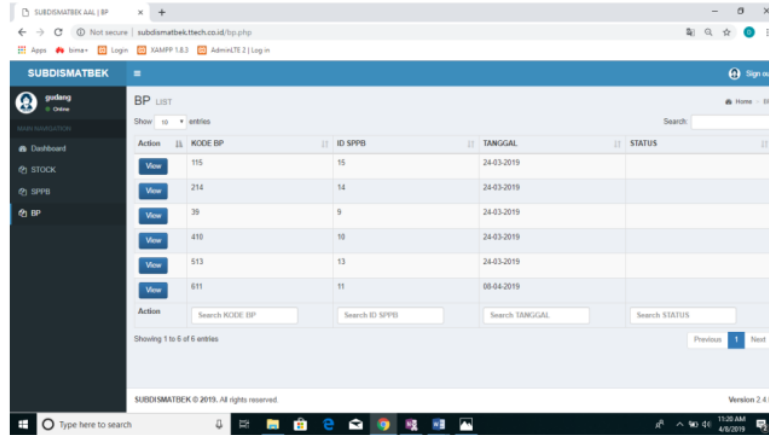 SUBDISMATBEK AAL | BP
Not secure | subdismatbek.ttech.co.id/bp.php
Apps bima+ Login XAMPP 1.8.3 AdminLTE 2 | Log in
SUBDISMATBEK Sign ou
gudang
Online
MAIN NAVIGATION
Dashboard
STOCK
SPPB
BP
BP LIST Home
Show 10 entries Search:
Action KODE BP ID SPPB TANGGAL STATUS
View 115 15 24-03-2019
View 214 14 24-03-2019
View 39 9 24-03-2019
View 410 10 24-03-2019
View 513 13 24-03-2019
View 611 11 08-04-2019
Action Search KODE BP Search ID SPPB Search TANGGAL Search STATUS
Showing 1 to 6 of 6 entries Previous 1 Next
SUBDISMATBEK © 2019. All rights reserved. Version 2.4
Type here to search 11:20 AM
4/8/2019